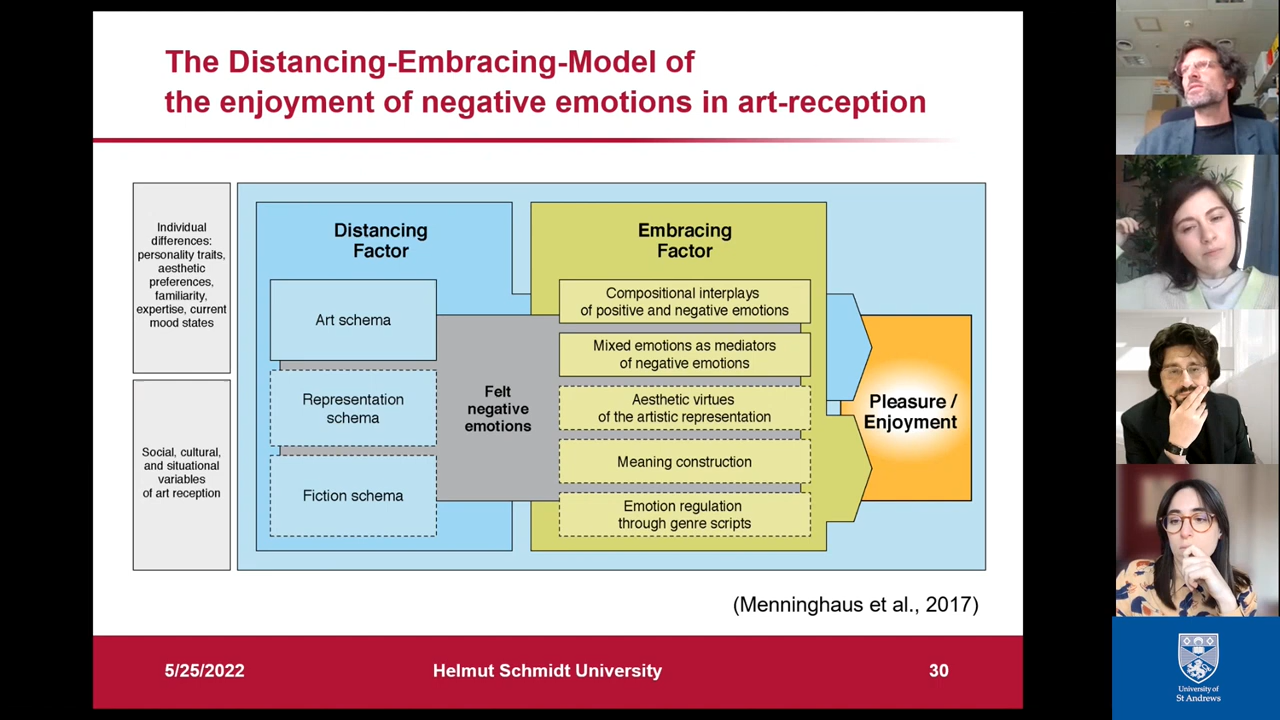 The Distancing-Embracing-Model of
the enjoyment of negative emotions in art-reception
Individual
differences:
personality traits,
aesthetic
preferences,
familiarity,
expertise, current
mood states
Social, cultural,
and situational
variables
of art reception
Distancing
Factor
Art schema
Representation
schema
Fiction schema
Felt
negative
emotions
Embracing
Factor
Compositional interplays
of positive and negative emotions
Mixed emotions as mediators
of negative emotions
Aesthetic virtues
of the artistic representation
Meaning construction
Emotion regulation
through genre scripts
Pleasure /
Enjoyment
(Menninghaus et al., 2017)
5/25/2022
Helmut Schmidt University
30
University of
St Andrews